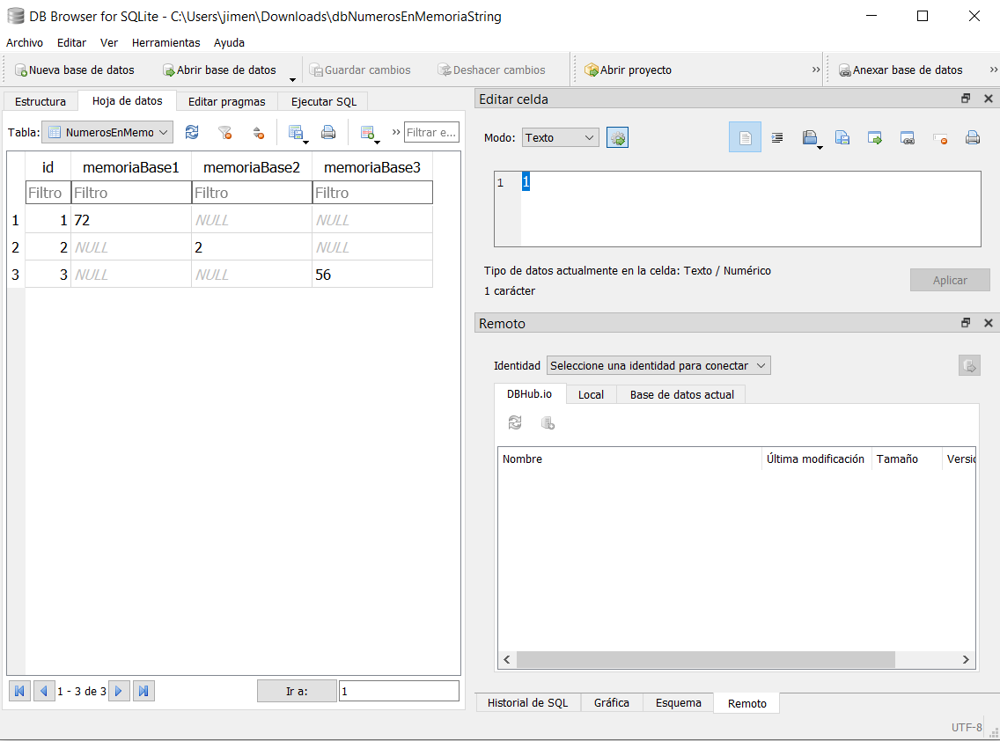 DB Browser for SQLite - C:\Users\jimen\Downloads\dbNumerosEnMemoriaString
Archivo Editar Ver Herramientas Ayuda
Nueva base de datos Abrir base de datos Guardar cambios Deshacer cambios Abrir proyecto » Anexar base de datos »
Estructura Hoja de datos Editar pragmas Ejecutar SQL
Tabla: NumerosEnMemo » Filtrar e...
id memoriaBase1 memoriaBase2 memoriaBase3
Filtro Filtro Filtro Filtro
1 1 72 NULL NULL
2 2 NULL 2 NULL
3 3 NULL NULL 56
1 - 3 de 3 Ir a: 1
Editar celda
Modo: Texto
1 1
Tipo de datos actualmente en la celda: Texto / Numérico
1 carácter
Aplicar
Remoto
Identidad Seleccione una identidad para conectar
DBHub.io Local Base de datos actual
Nombre Última modificación Tamaño Versic
Historial de SQL Gráfica Esquema Remoto
UTF-8